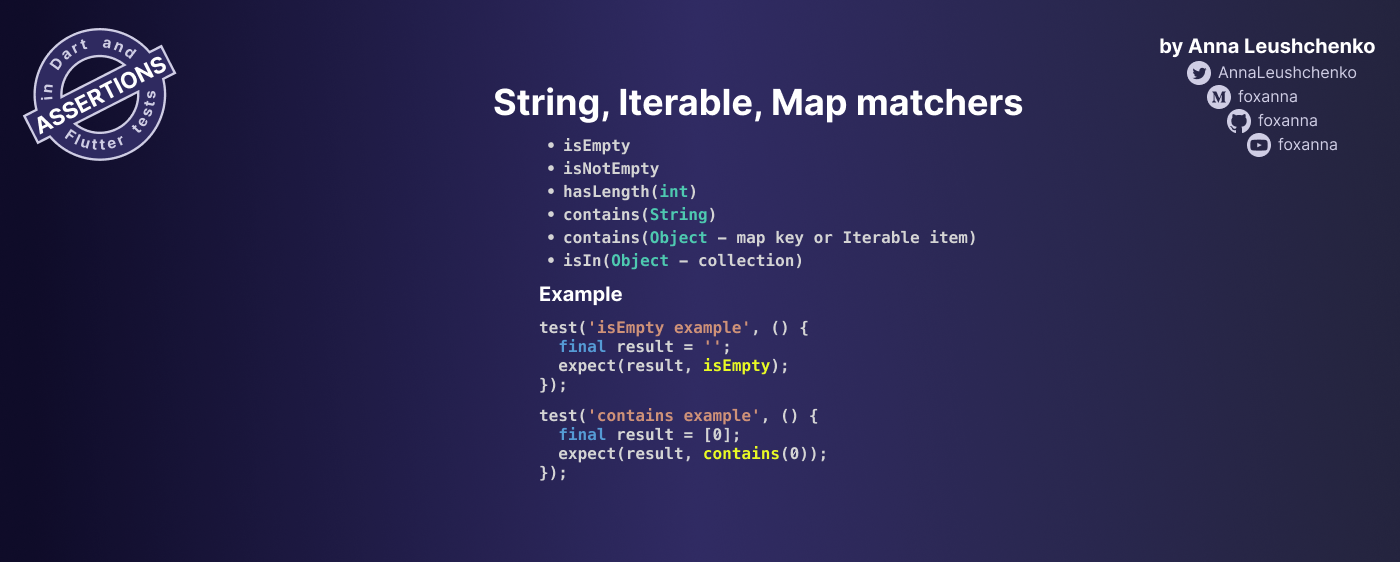 in Dart and
ASSERTIONS
Flutter tests
by Anna Leushchenko
AnnaLeushchenko
foxanna
foxanna
foxanna
String, Iterable, Map matchers
• isEmpty
• isNotEmpty
• hasLength(int)
• contains(String)
• contains(Object – map key or Iterable item)
• isIn(Object – collection)
Example
test('isEmpty example', () {
  final result = '';
  expect(result, isEmpty);
});
test('contains example', () {
  final result = [0];
  expect(result, contains(0));
});